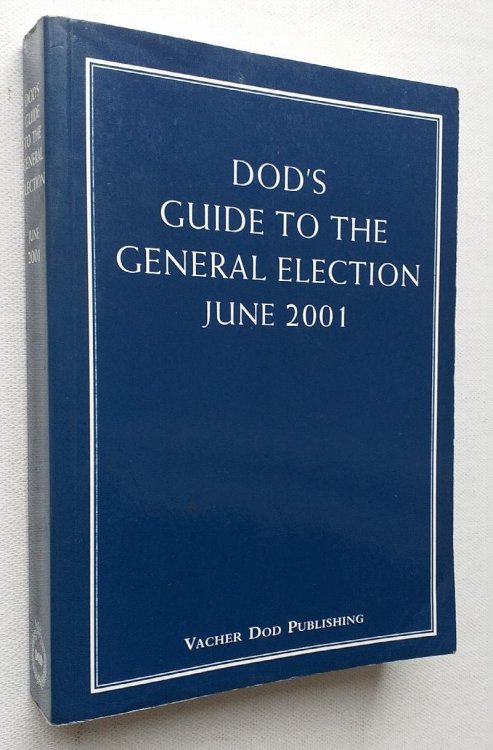 DOD'S
GUIDE TO THE
GENERAL ELECTION
JUNE 2001
VACHER DOD PUBLISHING
DOD'S
GUIDE
TO THE
GENERAL
ELECTION
JUNE
2001